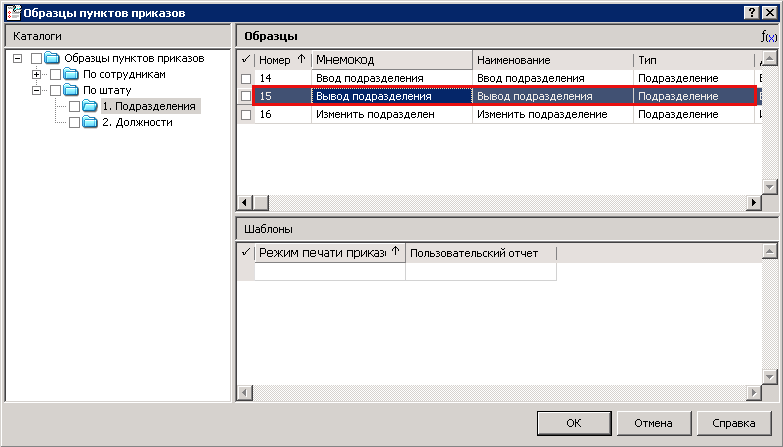 Образцы пунктов приказов
Каталоги
Образцы пунктов приказов
По сотрудникам
По штату
1. Подразделения
2. Должности
Образцы f(x)
Номер Мнемокод Наименование Тип
14 Ввод подразделения Ввод подразделения Подразделение
15 Вывод подразделения Вывод подразделения Подразделение
16 Изменить подразделен Изменить подразделение Подразделение
Шаблоны
Режим печати приказ Пользовательский отчет
OK Отмена Справка